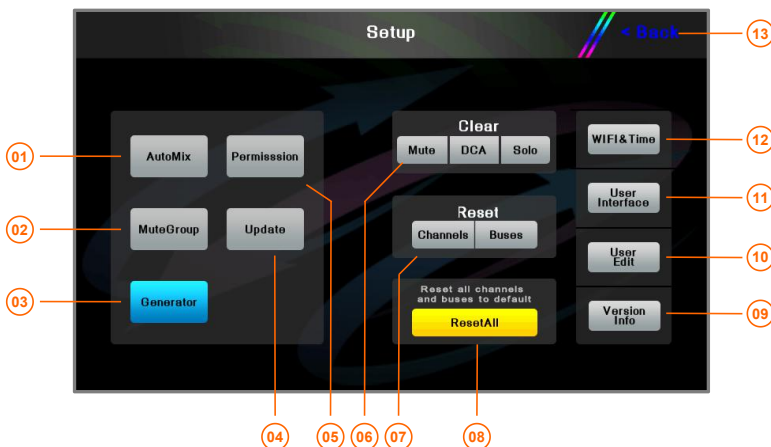 Setup
< Back
13
01
AutoMix
Permisssion
Clear
Mute DCA Solo
WIFI&Time
12
User
Interface
11
02
MuteGroup
Update
Reset
Channels Buses
User
Edit
10
03
Generator
Reset all channels
and buses to default
ResetAll
Version
Info
09
04
05
06
07
08